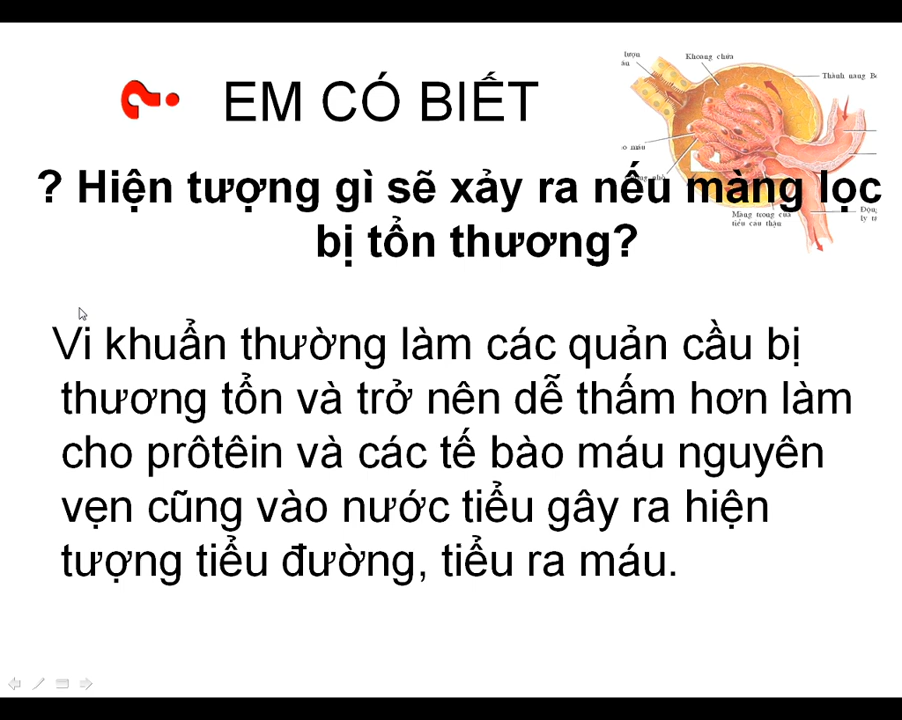 ? EM CÓ BIẾT
? Hiện tượng gì sẽ xảy ra nếu màng lọc
bị tổn thương?
Vi khuẩn thường làm các quản cầu bị
thương tổn và trở nên dễ thấm hơn làm
cho prôtêin và các tế bào máu nguyên
vẹn cũng vào nước tiểu gây ra hiện
tượng tiểu đường, tiểu ra máu.
lượn
Khoang chứa
Thành nang
máu
Màng trong của
tiểu cầu thận